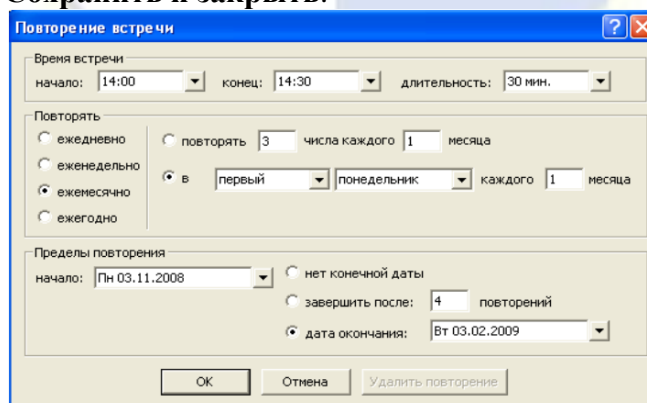 Сохранить и закрыть.
Повторение встречи
Время встречи
начало: 14:00 конец: 14:30 длительность: 30 мин.
Повторять
ежедневно
еженедельно
ежемесячно
ежегодно
повторять 3 числа каждого 1 месяца
в первый понедельник каждого 1 месяца
Пределы повторения
начало: Пн 03.11.2008
нет конечной даты
завершить после: 4 повторений
дата окончания: Вт 03.02.2009
ОК Отмена Удалить повторение